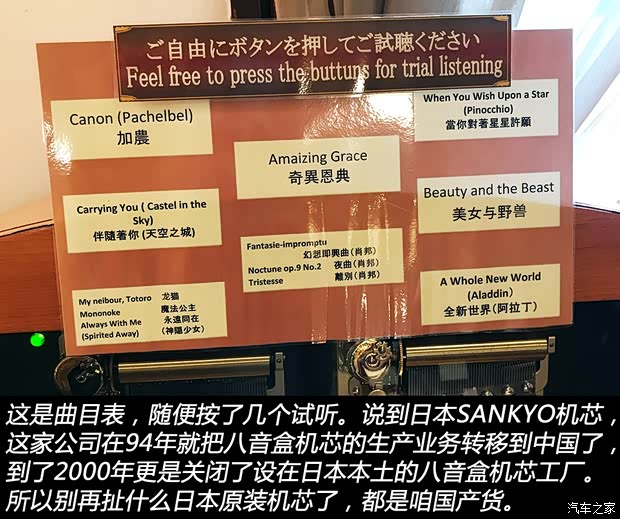 ご自由にボタンを押してご試聴ください
Feel free to press the buttuns for trial listening
Canon (Pachelbel)
加農
Carrying You ( Castel in the
Sky)
伴隨著你 (天空之城)
My neibour, Totoro 龙猫
Mononoke 魔法公主
Always With Me 永遠同在
(Spirited Away) (神隱少女)
Amaizing Grace
奇異恩典
Fantasie-impromptu
幻想即興曲 (肖邦)
Noctune op.9 No.2 夜曲 (肖邦)
Tristesse 離別 (肖邦)
When You Wish Upon a Star
(Pinocchio)
當你對著星星許願
Beauty and the Beast
美女与野兽
A Whole New World
(Aladdin)
全新世界 (阿拉丁)
这是曲目表，随便按了几个试听。说到日本SANKYO机芯，
这家公司在94年就把八音盒机芯的生产业务转移到中国了，
到了2000年更是关闭了设在日本本土的八音盒机芯工厂。
所以别再扯什么日本原装机芯了，都是咱国产货。
汽车之家